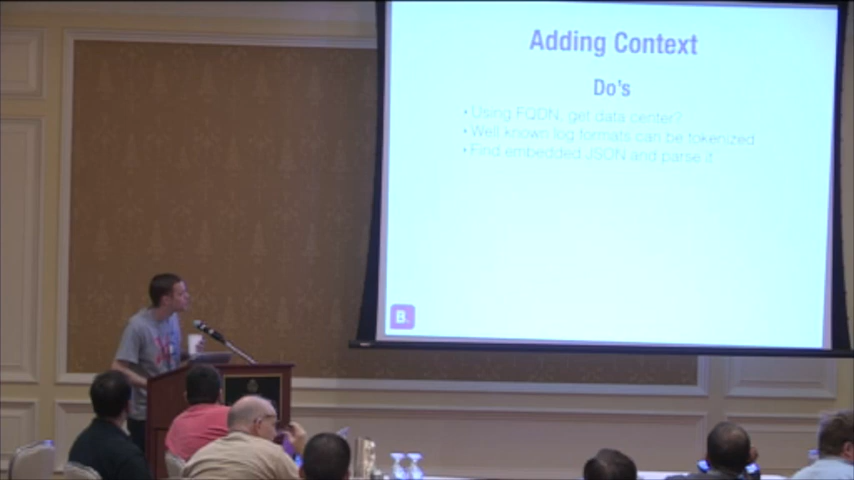 Adding Context
Do's
• Using FQDN, get data center?
• Well known log formats can be tokenized
• Find embedded JSON and parse it
B.